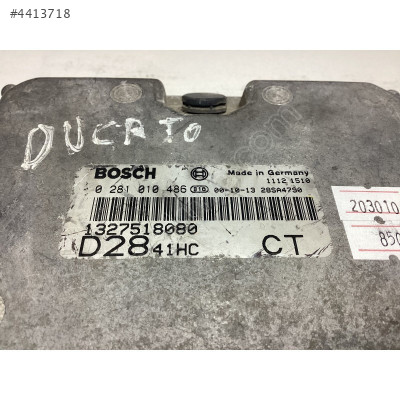 #4413718
DUCATO
BOSCH Made in Germany
1112 1510
0 281 010 486 00-10-13 28SA4750
1327518080
D28 41HC CT
203010
850